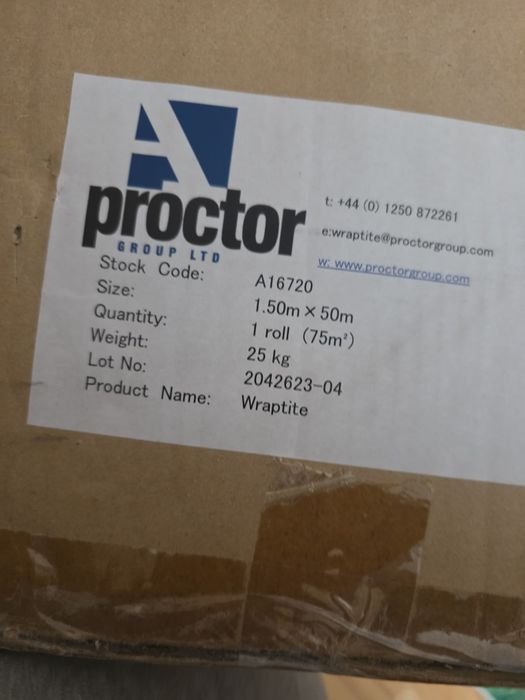 A
proctor
GROUP LTD
t: +44 (0) 1250 872261
e:wraptite@proctorgroup.com
w: www.proctorgroup.com
Stock Code: A16720
Size: 1.50m × 50m
Quantity: 1 roll (75m²)
Weight: 25 kg
Lot No: 2042623-04
Product Name: Wraptite